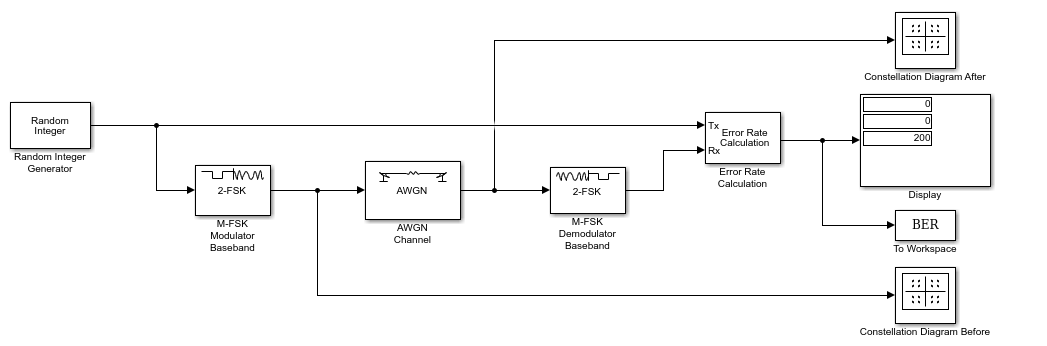 Constellation Diagram After
Random
Integer
Random Integer
Generator
2-FSK
M-FSK
Modulator
Baseband
AWGN
AWGN
Channel
2-FSK
M-FSK
Demodulator
Baseband
Tx
Rx
Error Rate
Calculation
Error Rate
Calculation
0
0
200
Display
BER
To Workspace
Constellation Diagram Before